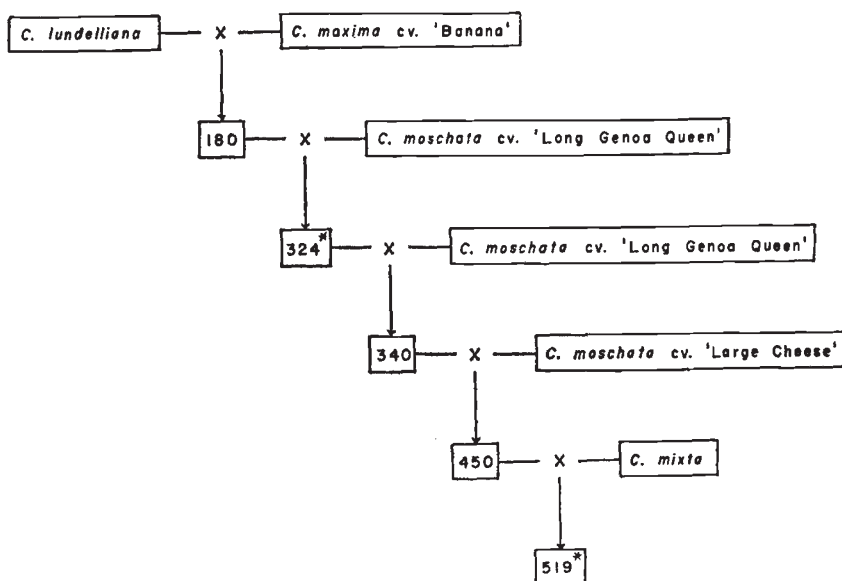 C. lundelliana X C. maxima cv. 'Banana'
180 X C. moschata cv. 'Long Genoa Queen'
324* X C. moschata cv. 'Long Genoa Queen'
340 X C. moschata cv. 'Large Cheese'
450 X C. mixta
519*